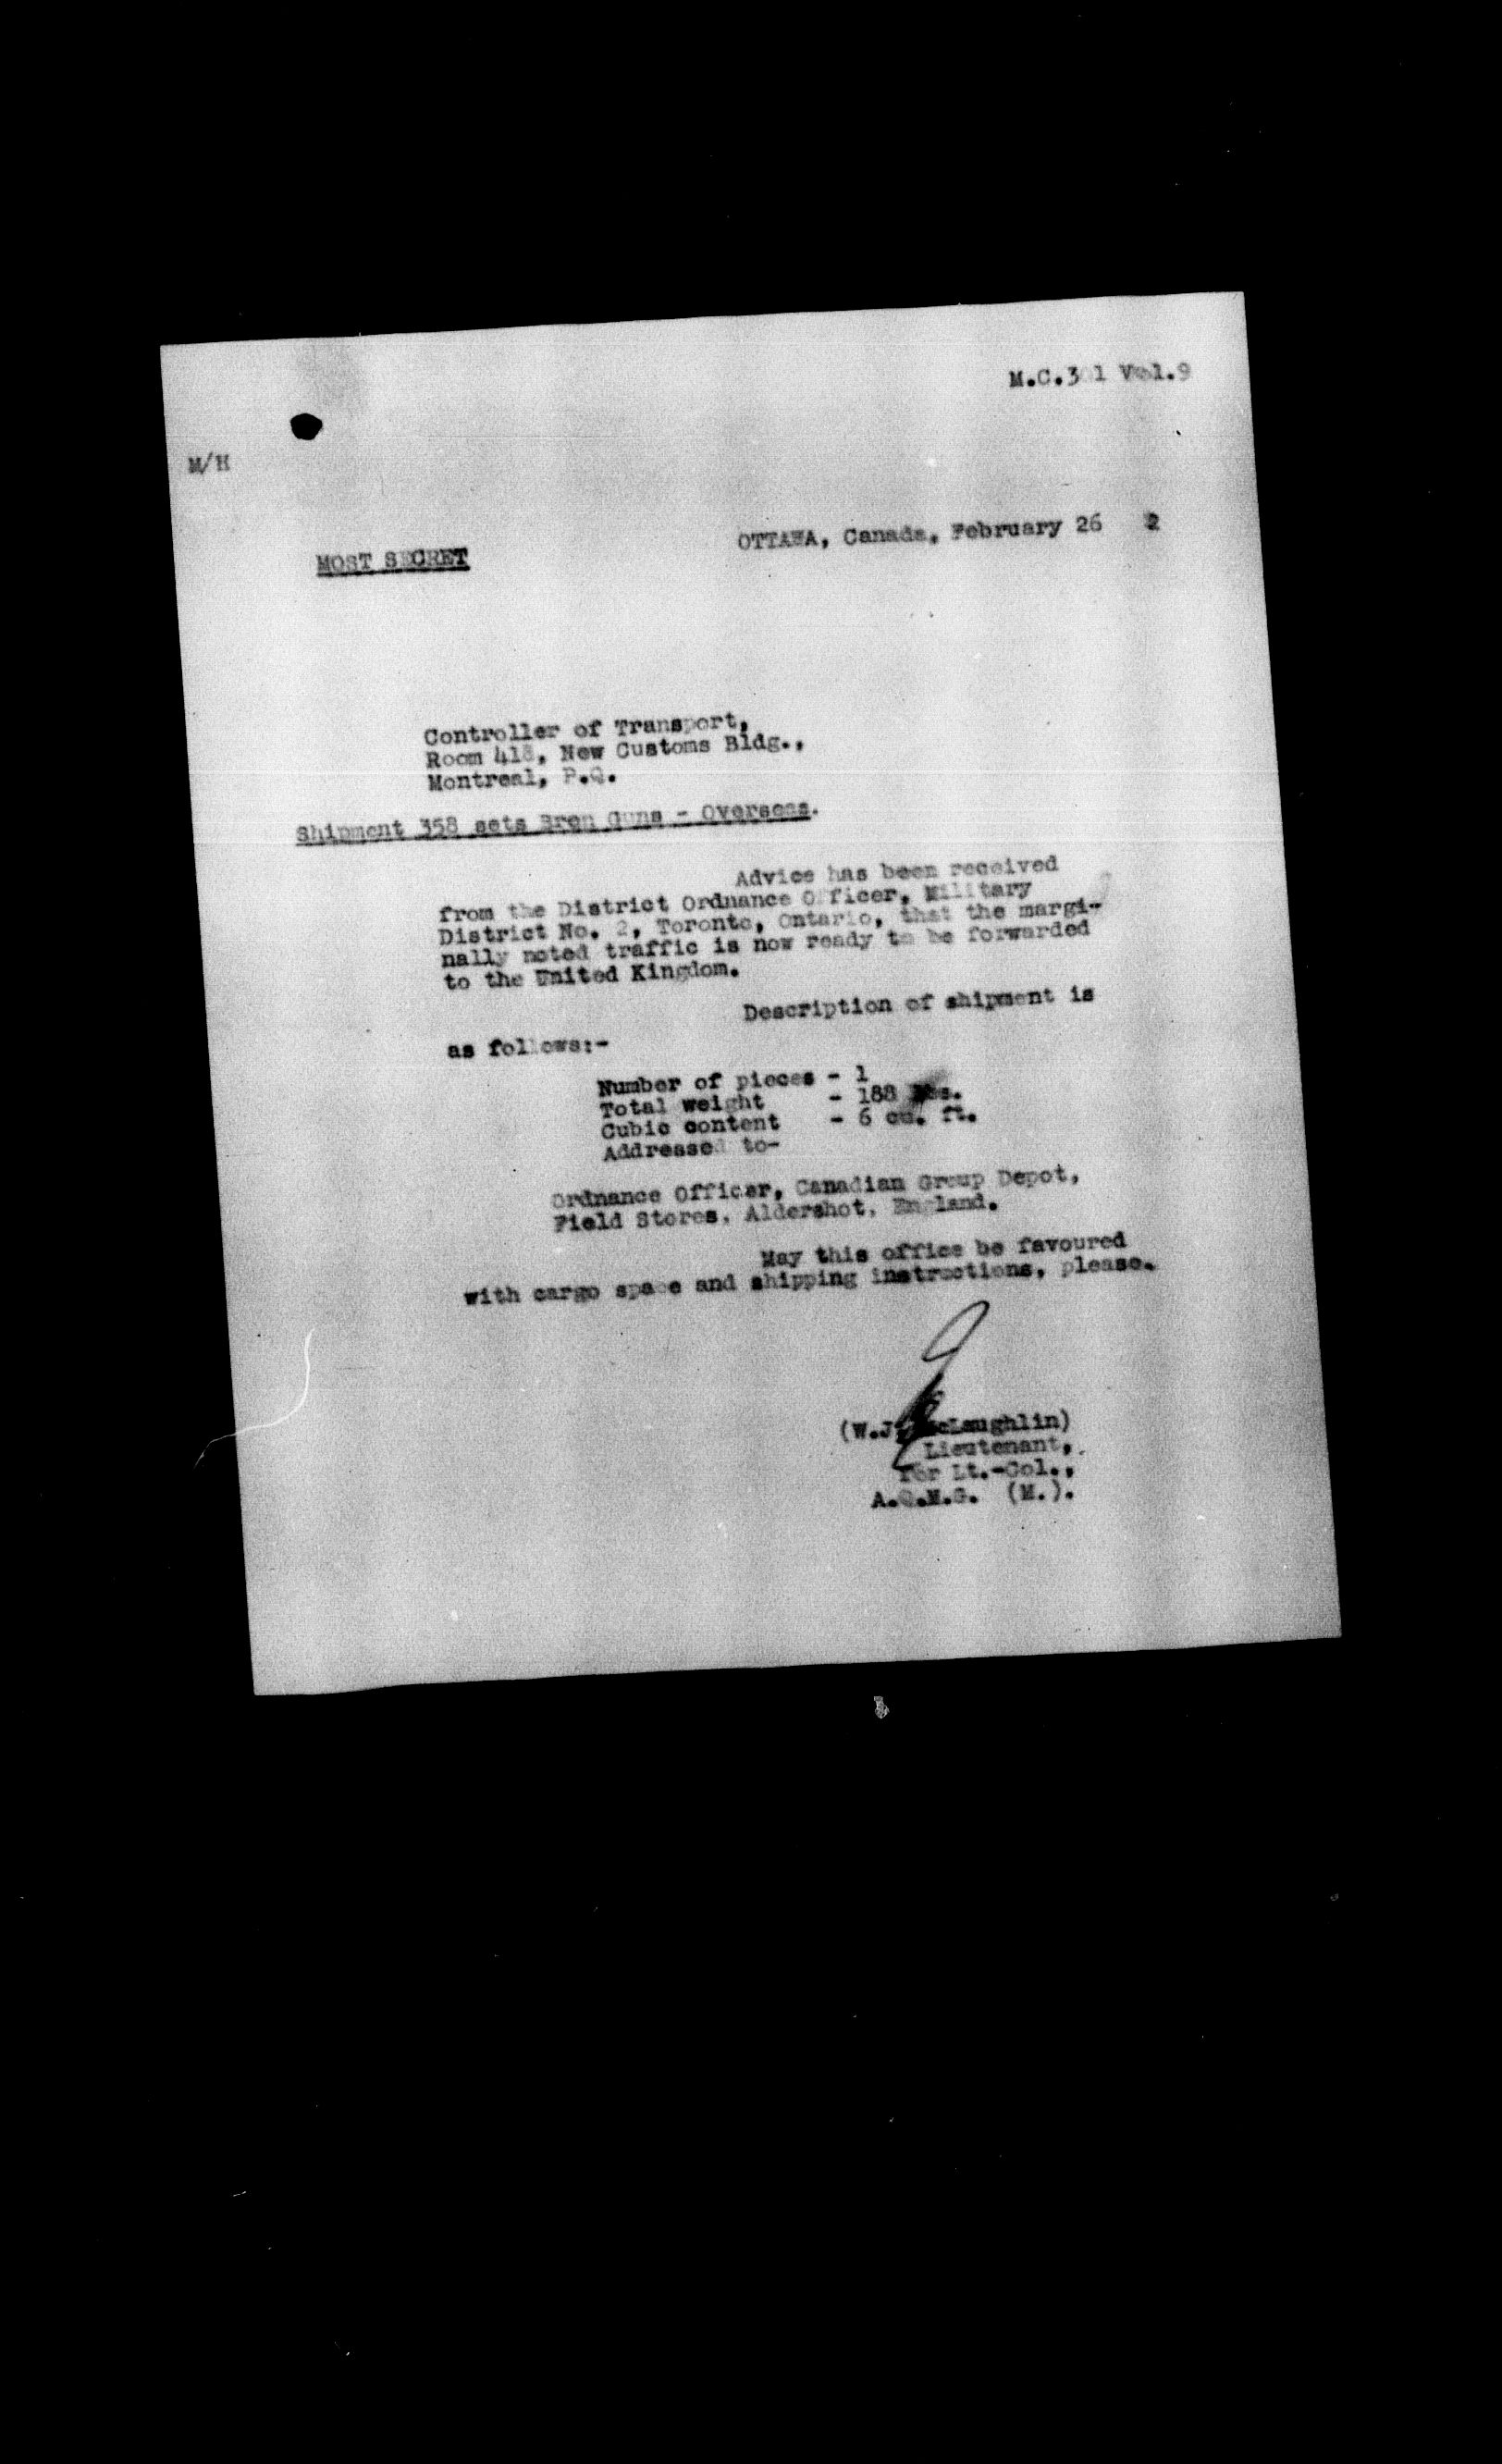 M.C.301 Vol.9
M/H
OTTAWA, Canada, February 26 2
MOST SECRET
Controller of Transport,
Room 418, New Customs Bldg.,
Montreal, P.Q.
Shipment 358 sets Bren Guns - Overseas.
Advice has been received
from the District Ordnance Officer, Military
District No. 2, Toronto, Ontario, that the margi-
nally noted traffic is now ready to be forwarded
to the United Kingdom.
Description of shipment is
as follows:-
Number of pieces - 1
Total weight - 188 lbs.
Cubic content - 6 cu. ft.
Addressed to-
Ordnance Officer, Canadian Group Depot,
Field Stores, Aldershot, England.
May this office be favoured
with cargo space and shipping instructions, please.
(W.J. McLaughlin)
Lieutenant,
for Lt.-Col.,
A.Q.M.G. (M.).